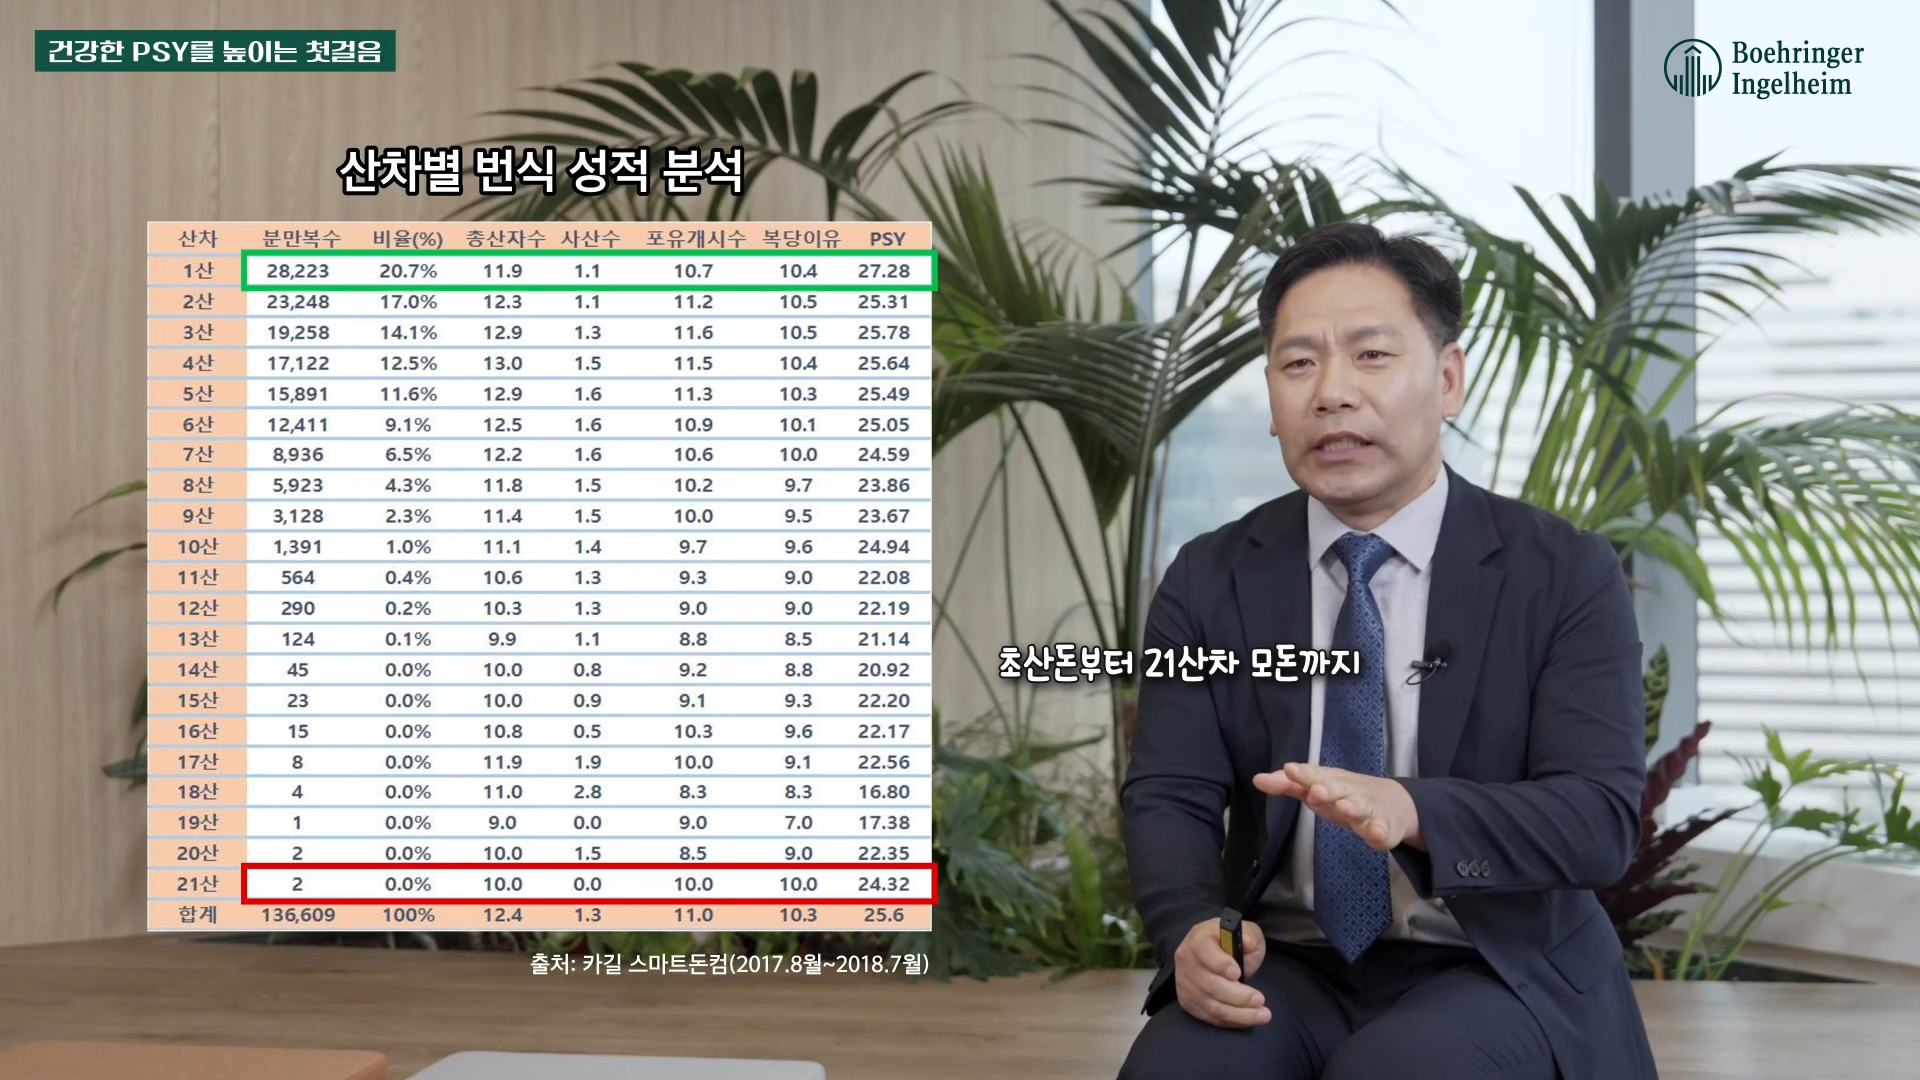 건강한 PSY를 높이는 첫걸음
Boehringer
Ingelheim
산차별 번식 성적 분석
산차 분만복수 비율(%) 총산자수 사산수 포유개시수 복당이유 PSY
1산 28,223 20.7% 11.9 1.1 10.7 10.4 27.28
2산 23,248 17.0% 12.3 1.1 11.2 10.5 25.31
3산 19,258 14.1% 12.9 1.3 11.6 10.5 25.78
4산 17,122 12.5% 13.0 1.5 11.5 10.4 25.64
5산 15,891 11.6% 12.9 1.6 11.3 10.3 25.49
6산 12,411 9.1% 12.5 1.6 10.9 10.1 25.05
7산 8,936 6.5% 12.2 1.6 10.6 10.0 24.59
8산 5,923 4.3% 11.8 1.5 10.2 9.7 23.86
9산 3,128 2.3% 11.4 1.5 10.0 9.5 23.67
10산 1,391 1.0% 11.1 1.4 9.7 9.6 24.94
11산 564 0.4% 10.6 1.3 9.3 9.0 22.08
12산 290 0.2% 10.3 1.3 9.0 9.0 22.19
13산 124 0.1% 9.9 1.1 8.8 8.5 21.14
14산 45 0.0% 10.0 0.8 9.2 8.8 20.92
15산 23 0.0% 10.0 0.9 9.1 9.3 22.20
16산 15 0.0% 10.8 0.5 10.3 9.6 22.17
17산 8 0.0% 11.9 1.9 10.0 9.1 22.56
18산 4 0.0% 11.0 2.8 8.3 8.3 16.80
19산 1 0.0% 9.0 0.0 9.0 7.0 17.38
20산 2 0.0% 10.0 1.5 8.5 9.0 22.35
21산 2 0.0% 10.0 0.0 10.0 10.0 24.32
합계 136,609 100% 12.4 1.3 11.0 10.3 25.6
출처: 카길 스마트돈컴(2017.8월~2018.7월)
초산돈부터 21산차 모돈까지